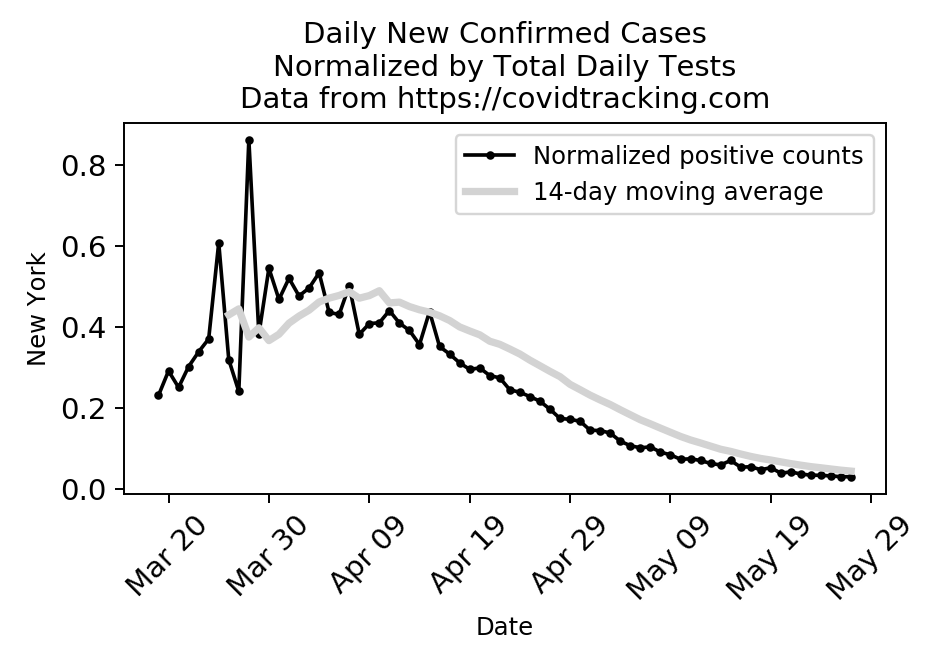 Daily New Confirmed Cases
Normalized by Total Daily Tests
Data from https://covidtracking.com
Normalized positive counts
14-day moving average
New York
0.8
0.6
0.4
0.2
0.0
Mar 20
Mar 30
Apr 09
Apr 19
Apr 29
May 09
May 19
May 29
Date